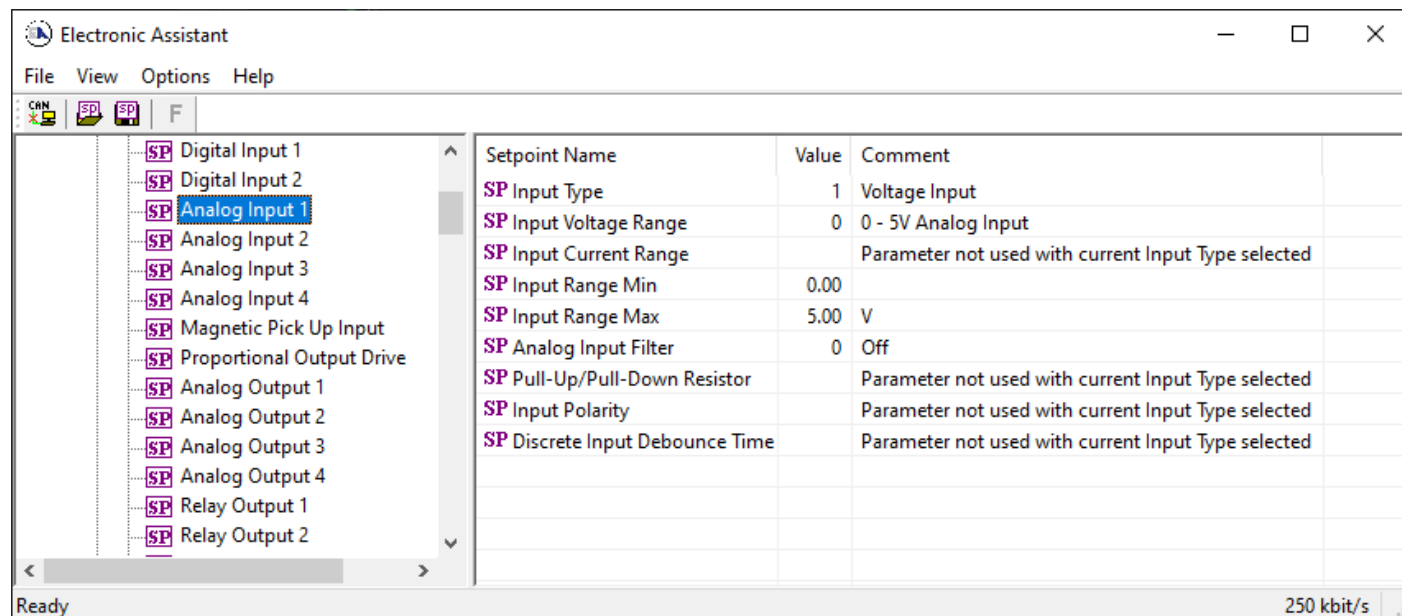 Electronic Assistant
File View Options Help
CAN SP SP F
SP Digital Input 1
SP Digital Input 2
SP Analog Input 1
SP Analog Input 2
SP Analog Input 3
SP Analog Input 4
SP Magnetic Pick Up Input
SP Proportional Output Drive
SP Analog Output 1
SP Analog Output 2
SP Analog Output 3
SP Analog Output 4
SP Relay Output 1
SP Relay Output 2
Setpoint Name Value Comment
SP Input Type 1 Voltage Input
SP Input Voltage Range 0 0 - 5V Analog Input
SP Input Current Range Parameter not used with current Input Type selected
SP Input Range Min 0.00
SP Input Range Max 5.00 V
SP Analog Input Filter 0 Off
SP Pull-Up/Pull-Down Resistor Parameter not used with current Input Type selected
SP Input Polarity Parameter not used with current Input Type selected
SP Discrete Input Debounce Time Parameter not used with current Input Type selected
Ready 250 kbit/s